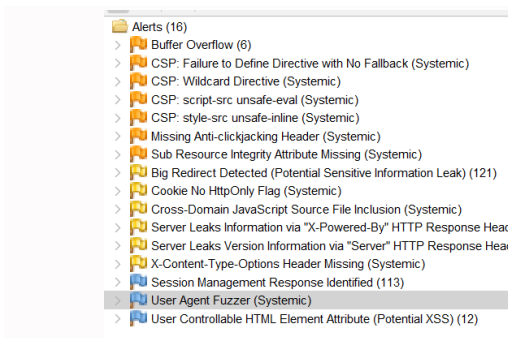 Alerts (16)
Buffer Overflow (6)
CSP: Failure to Define Directive with No Fallback (Systemic)
CSP: Wildcard Directive (Systemic)
CSP: script-src unsafe-eval (Systemic)
CSP: style-src unsafe-inline (Systemic)
Missing Anti-clickjacking Header (Systemic)
Sub Resource Integrity Attribute Missing (Systemic)
Big Redirect Detected (Potential Sensitive Information Leak) (121)
Cookie No HttpOnly Flag (Systemic)
Cross-Domain JavaScript Source File Inclusion (Systemic)
Server Leaks Information via "X-Powered-By" HTTP Response Head
Server Leaks Version Information via "Server" HTTP Response Head
X-Content-Type-Options Header Missing (Systemic)
Session Management Response Identified (113)
User Agent Fuzzer (Systemic)
User Controllable HTML Element Attribute (Potential XSS) (12)